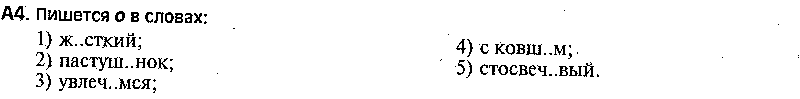 А4. Пишется о в словах:
1) ж..сткий;
2) пастуш..нок;
3) увлеч..мся;
4) с ковш..м;
5) стосвеч..вый.